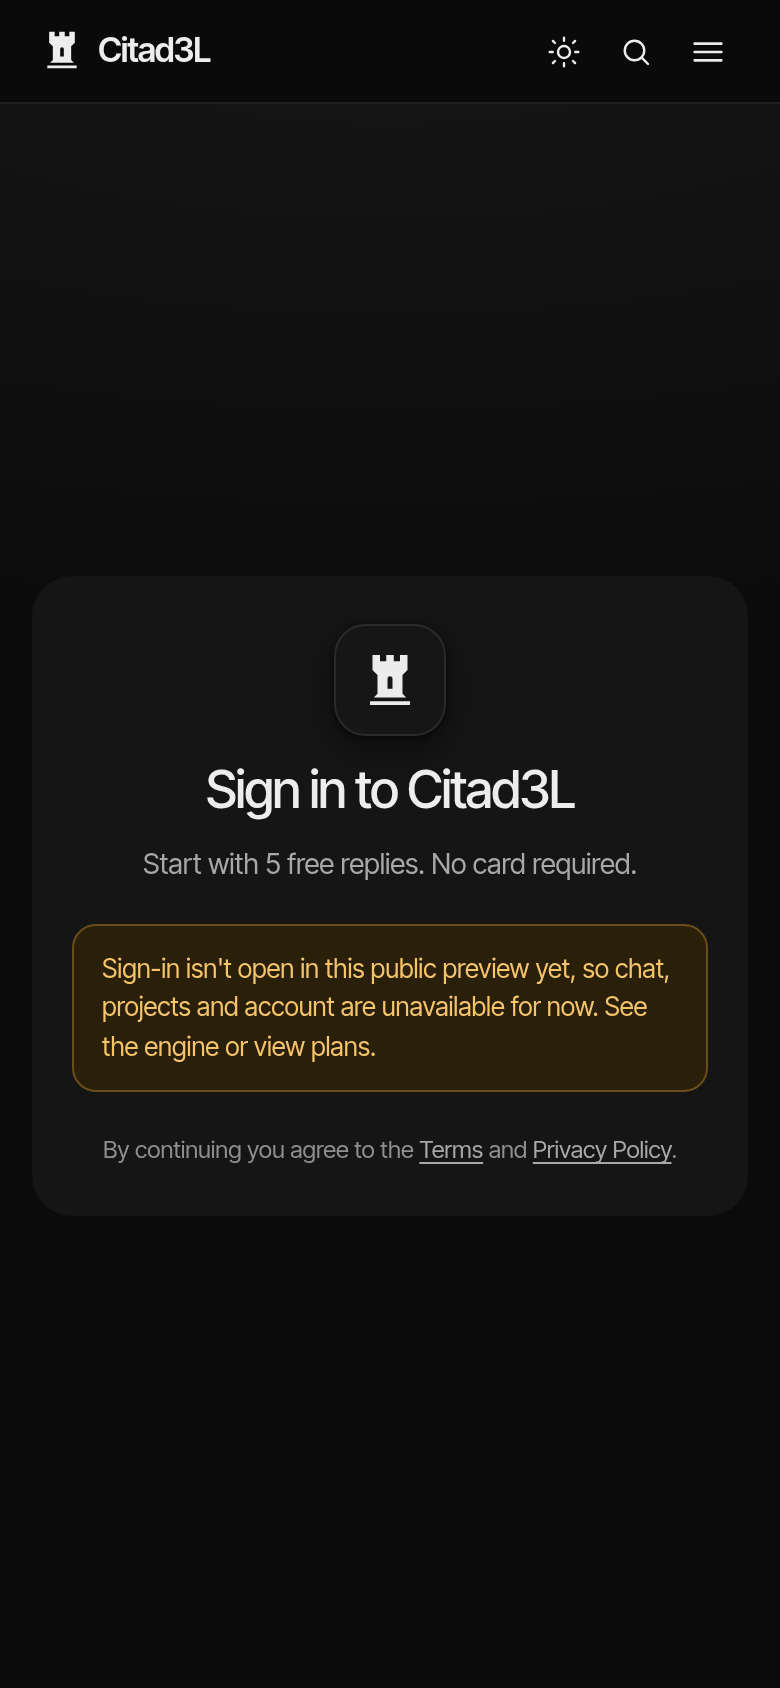 Citad3L
Sign in to Citad3L
Start with 5 free replies. No card required.
Sign-in isn't open in this public preview yet, so chat,
projects and account are unavailable for now. See
the engine or view plans.
By continuing you agree to the Terms and Privacy Policy.